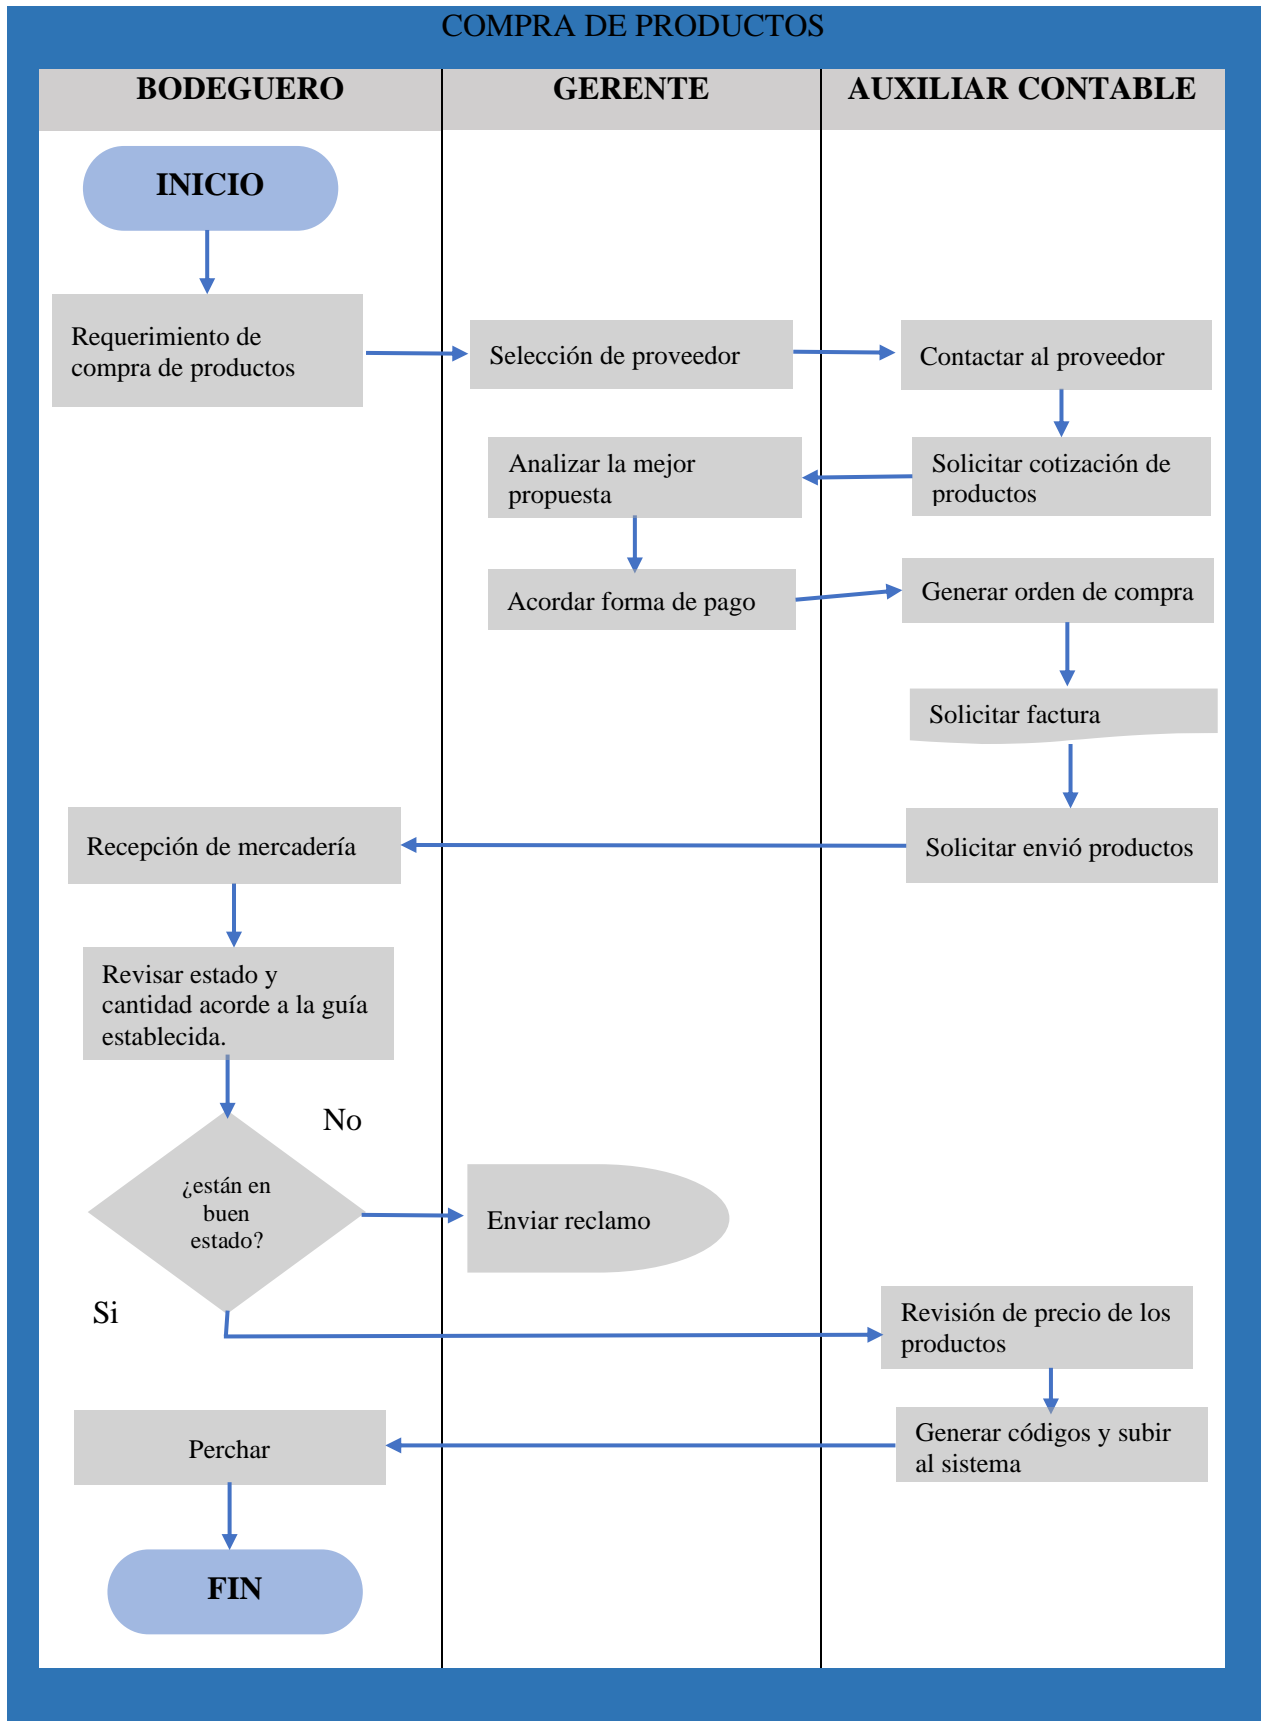 COMPRA DE PRODUCTOS
BODEGUERO
GERENTE
AUXILIAR CONTABLE
INICIO
Requerimiento de
compra de productos
Selección de proveedor
Contactar al proveedor
Analizar la mejor
propuesta
Solicitar cotización de
productos
Acordar forma de pago
Generar orden de compra
Solicitar factura
Recepción de mercadería
Solicitar envió productos
Revisar estado y
cantidad acorde a la guía
establecida.
No
¿están en
buen
estado?
Enviar reclamo
Si
Revisión de precio de los
productos
Perchar
Generar códigos y subir
al sistema
FIN